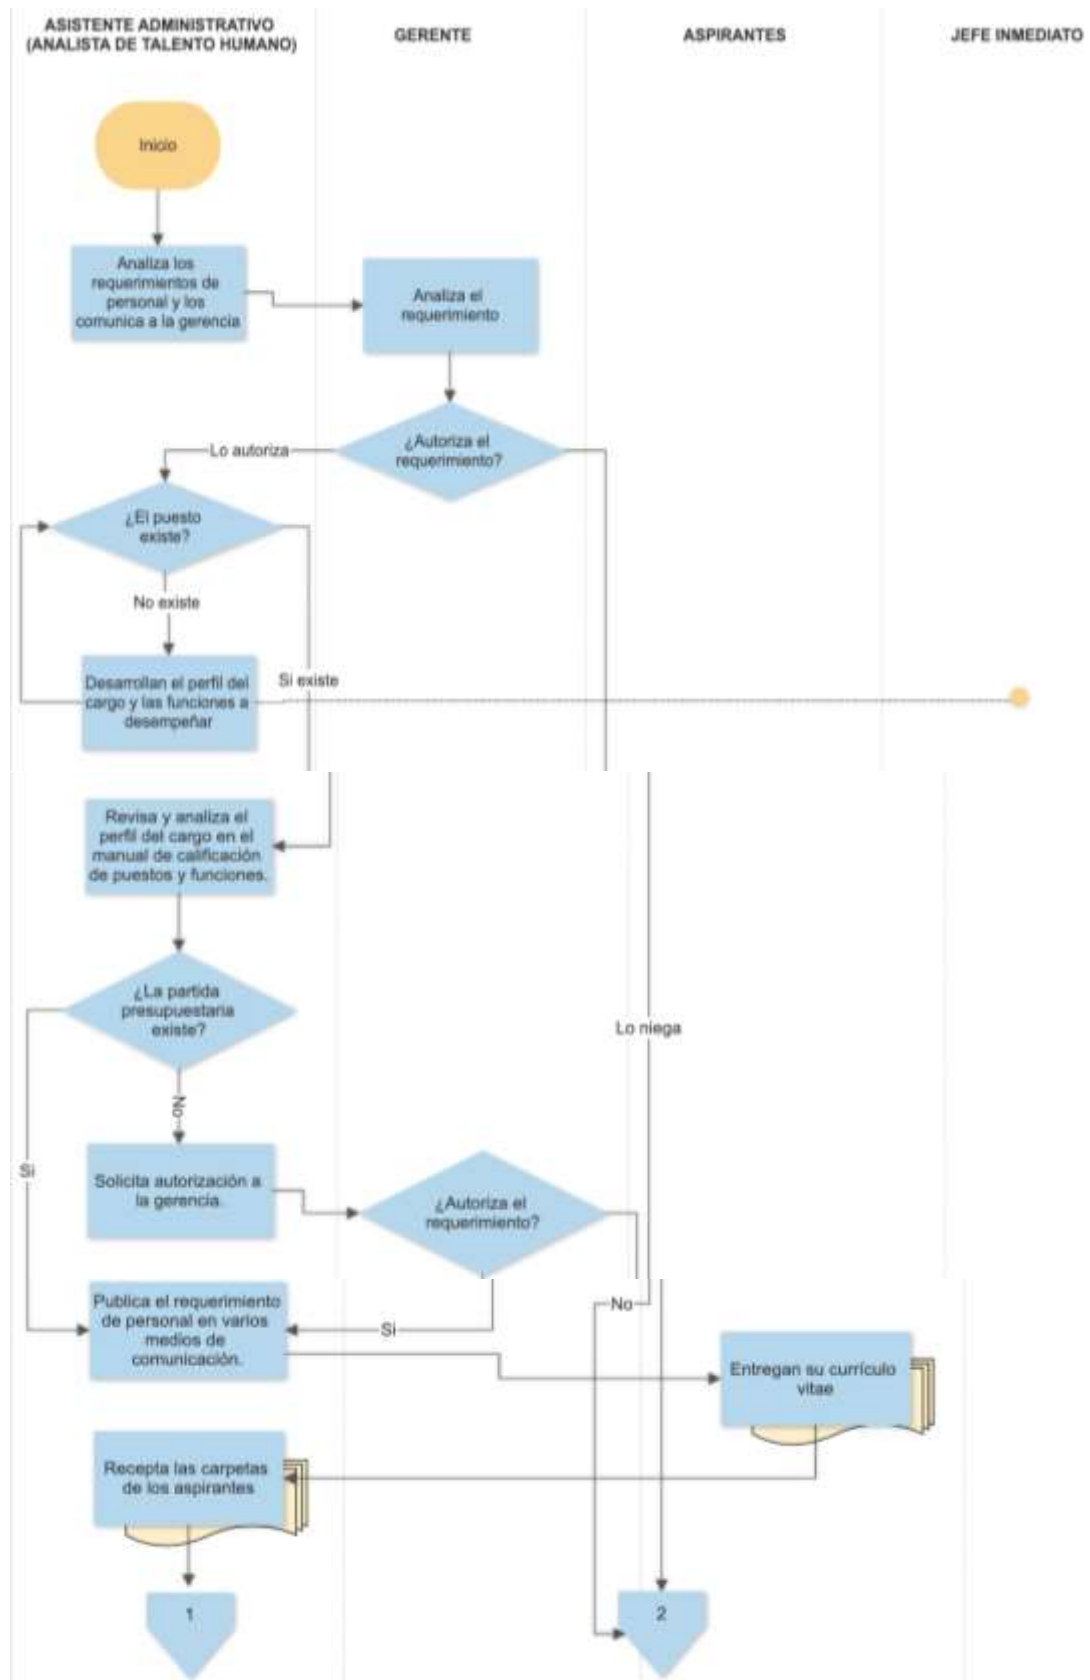 ASISTENTE ADMINISTRATIVO
(ANALISTA DE TALENTO HUMANO)
GERENTE
ASPIRANTES
JEFE INMEDIATO
Inicio
Analiza los
requerimientos de
personal y los
comunica a la gerencia
Analiza el
requerimiento
¿Autoriza el
requerimiento?
Lo autoriza
¿El puesto
existe?
No existe
Desarrollan el perfil del
cargo y las funciones a
desempeñar
Si existe
Revisa y analiza el
perfil del cargo en el
manual de calificación
de puestos y funciones.
¿La partida
presupuestaria
existe?
Lo niega
No
Si
Solicita autorización a
la gerencia.
¿Autoriza el
requerimiento?
Publica el requerimiento
de personal en varios
medios de
comunicación.
Si
No
Entregan su currículo
vitae
Recepta las carpetas
de los aspirantes
1
2